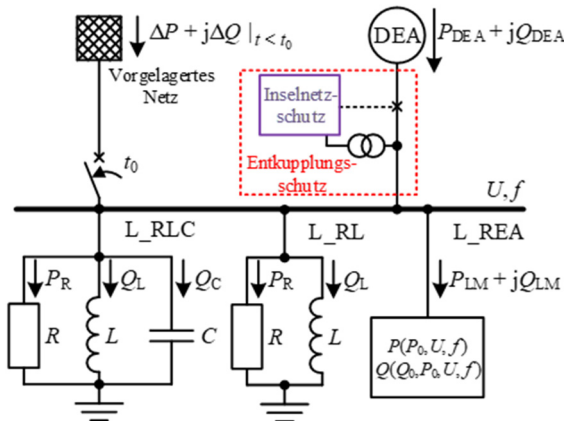 ΔP + jΔQ |t < t0
Vorgelagertes
Netz
t0
DEA
PDEA + jQDEA
Inselnetz-
schutz
Entkupplungs-
schutz
U, f
L_RLC
L_RL
L_REA
PR
QL
QC
PR
QL
PLM + jQLM
R
L
C
R
L
P(P0, U, f)
Q(Q0, P0, U, f)